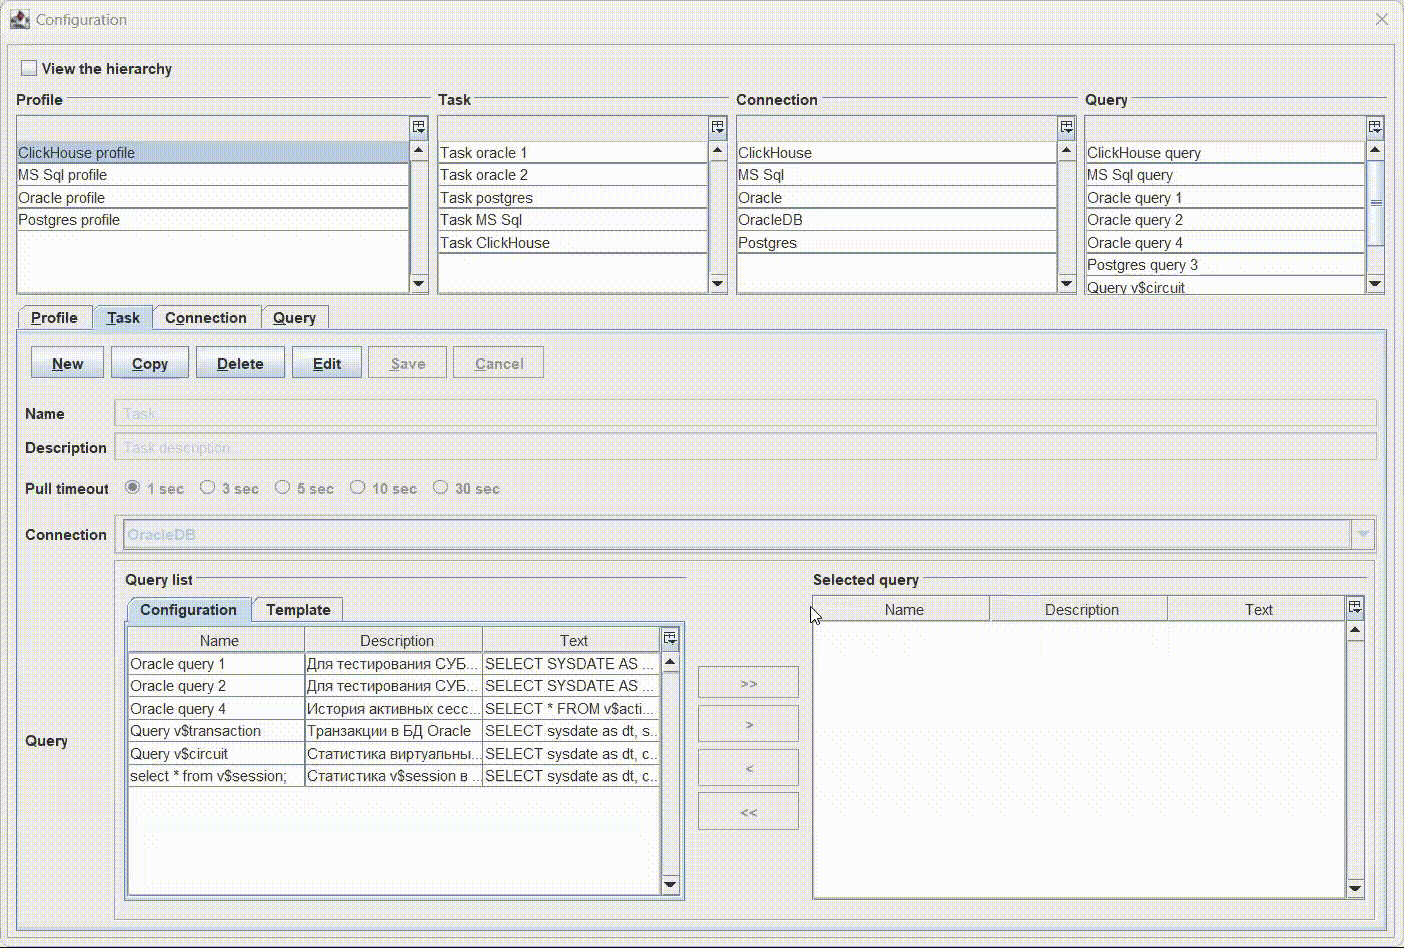 Configuration
View the hierarchy
Profile Task Connection Query
ClickHouse profile Task oracle 1 ClickHouse ClickHouse query
MS Sql profile Task oracle 2 MS Sql MS Sql query
Oracle profile Task postgres Oracle Oracle query 1
Postgres profile Task MS Sql OracleDB Oracle query 2
Task ClickHouse Postgres Oracle query 4
Postgres query 3
Query v$circuit
Profile Task Connection Query
New Copy Delete Edit Save Cancel
Name Task...
Description Task description...
Pull timeout 1 sec 3 sec 5 sec 10 sec 30 sec
Connection OracleDB
Query list Selected query
Configuration Template Name Description Text
Name Description Text
Oracle query 1 Для тестирования СУБ... SELECT SYSDATE AS ...
Oracle query 2 Для тестирования СУБ... SELECT SYSDATE AS ...
Oracle query 4 История активных сесс... SELECT * FROM v$acti...
Query v$transaction Транзакции в БД Oracle SELECT sysdate as dt, s...
Query v$circuit Статистика виртуальны... SELECT sysdate as dt, c...
select * from v$session; Статистика v$session в ... SELECT sysdate as dt, c...
>>
>
<
<<
Query